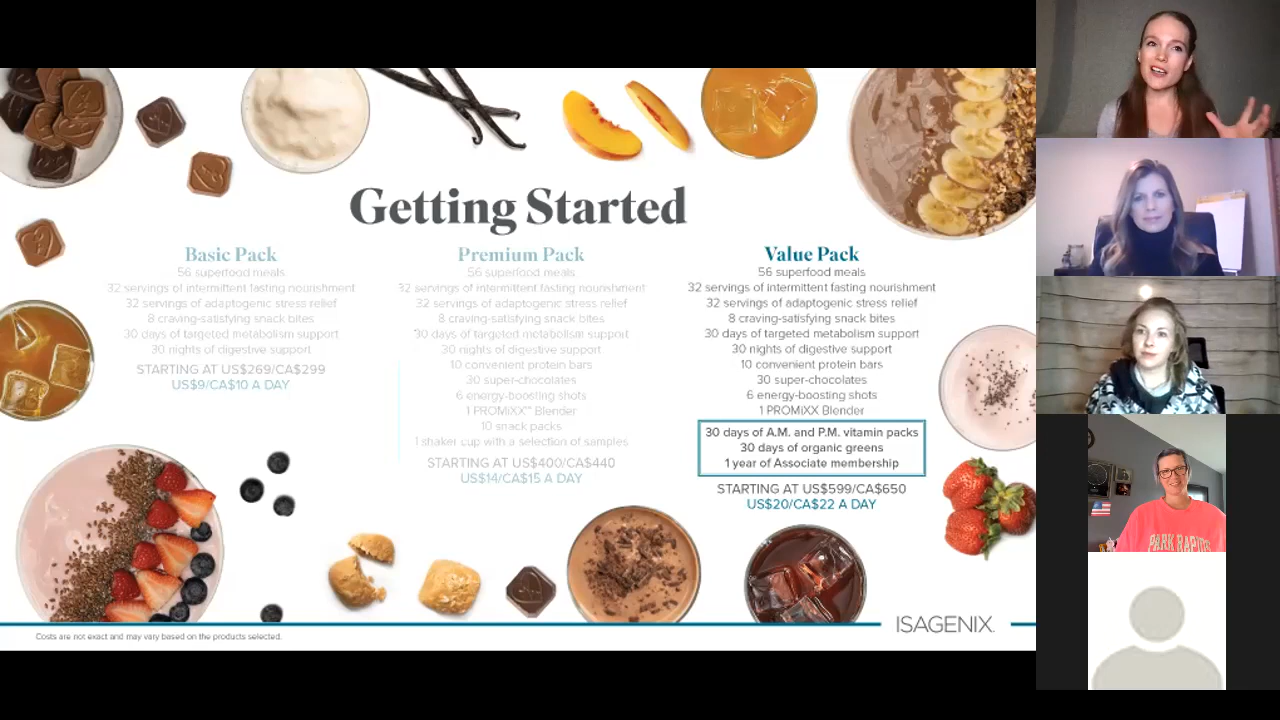 Getting Started
Basic Pack
56 superfood meals
32 servings of intermittent fasting nourishment
32 servings of adaptogenic stress relief
8 craving-satisfying snack bites
30 days of targeted metabolism support
30 nights of digestive support
STARTING AT US$269/CA$299
US$9/CA$10 A DAY
Premium Pack
56 superfood meals
32 servings of intermittent fasting nourishment
32 servings of adaptogenic stress relief
8 craving-satisfying snack bites
30 days of targeted metabolism support
30 nights of digestive support
10 convenient protein bars
30 super-chocolates
6 energy-boosting shots
1 PROMiXX™ Blender
10 snack packs
1 shaker cup with a selection of samples
STARTING AT US$400/CA$440
US$14/CA$15 A DAY
Value Pack
56 superfood meals
32 servings of intermittent fasting nourishment
32 servings of adaptogenic stress relief
8 craving-satisfying snack bites
30 days of targeted metabolism support
30 nights of digestive support
10 convenient protein bars
30 super-chocolates
6 energy-boosting shots
1 PROMIXX Blender
30 days of A.M. and P.M. vitamin packs
30 days of organic greens
1 year of Associate membership
STARTING AT US$599/CA$650
US$20/CA$22 A DAY
ISAGENIX.
Costs are not exact and may vary based on the products selected.
PARK RAPIDS